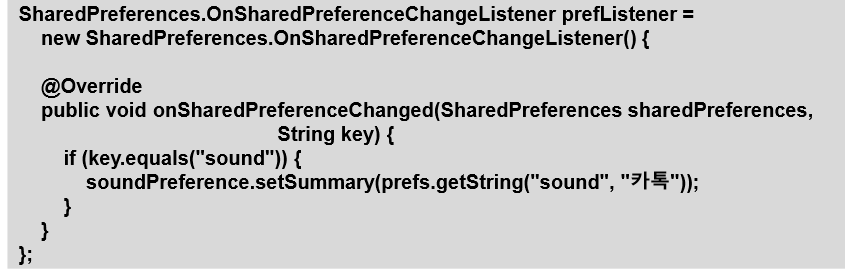 SharedPreferences.OnSharedPreferenceChangeListener prefListener =
new SharedPreferences.OnSharedPreferenceChangeListener() {
@Override
public void onSharedPreferenceChanged(SharedPreferences sharedPreferences,
String key) {
if (key.equals("sound")) {
soundPreference.setSummary(prefs.getString("sound", "카톡"));
}
}
};